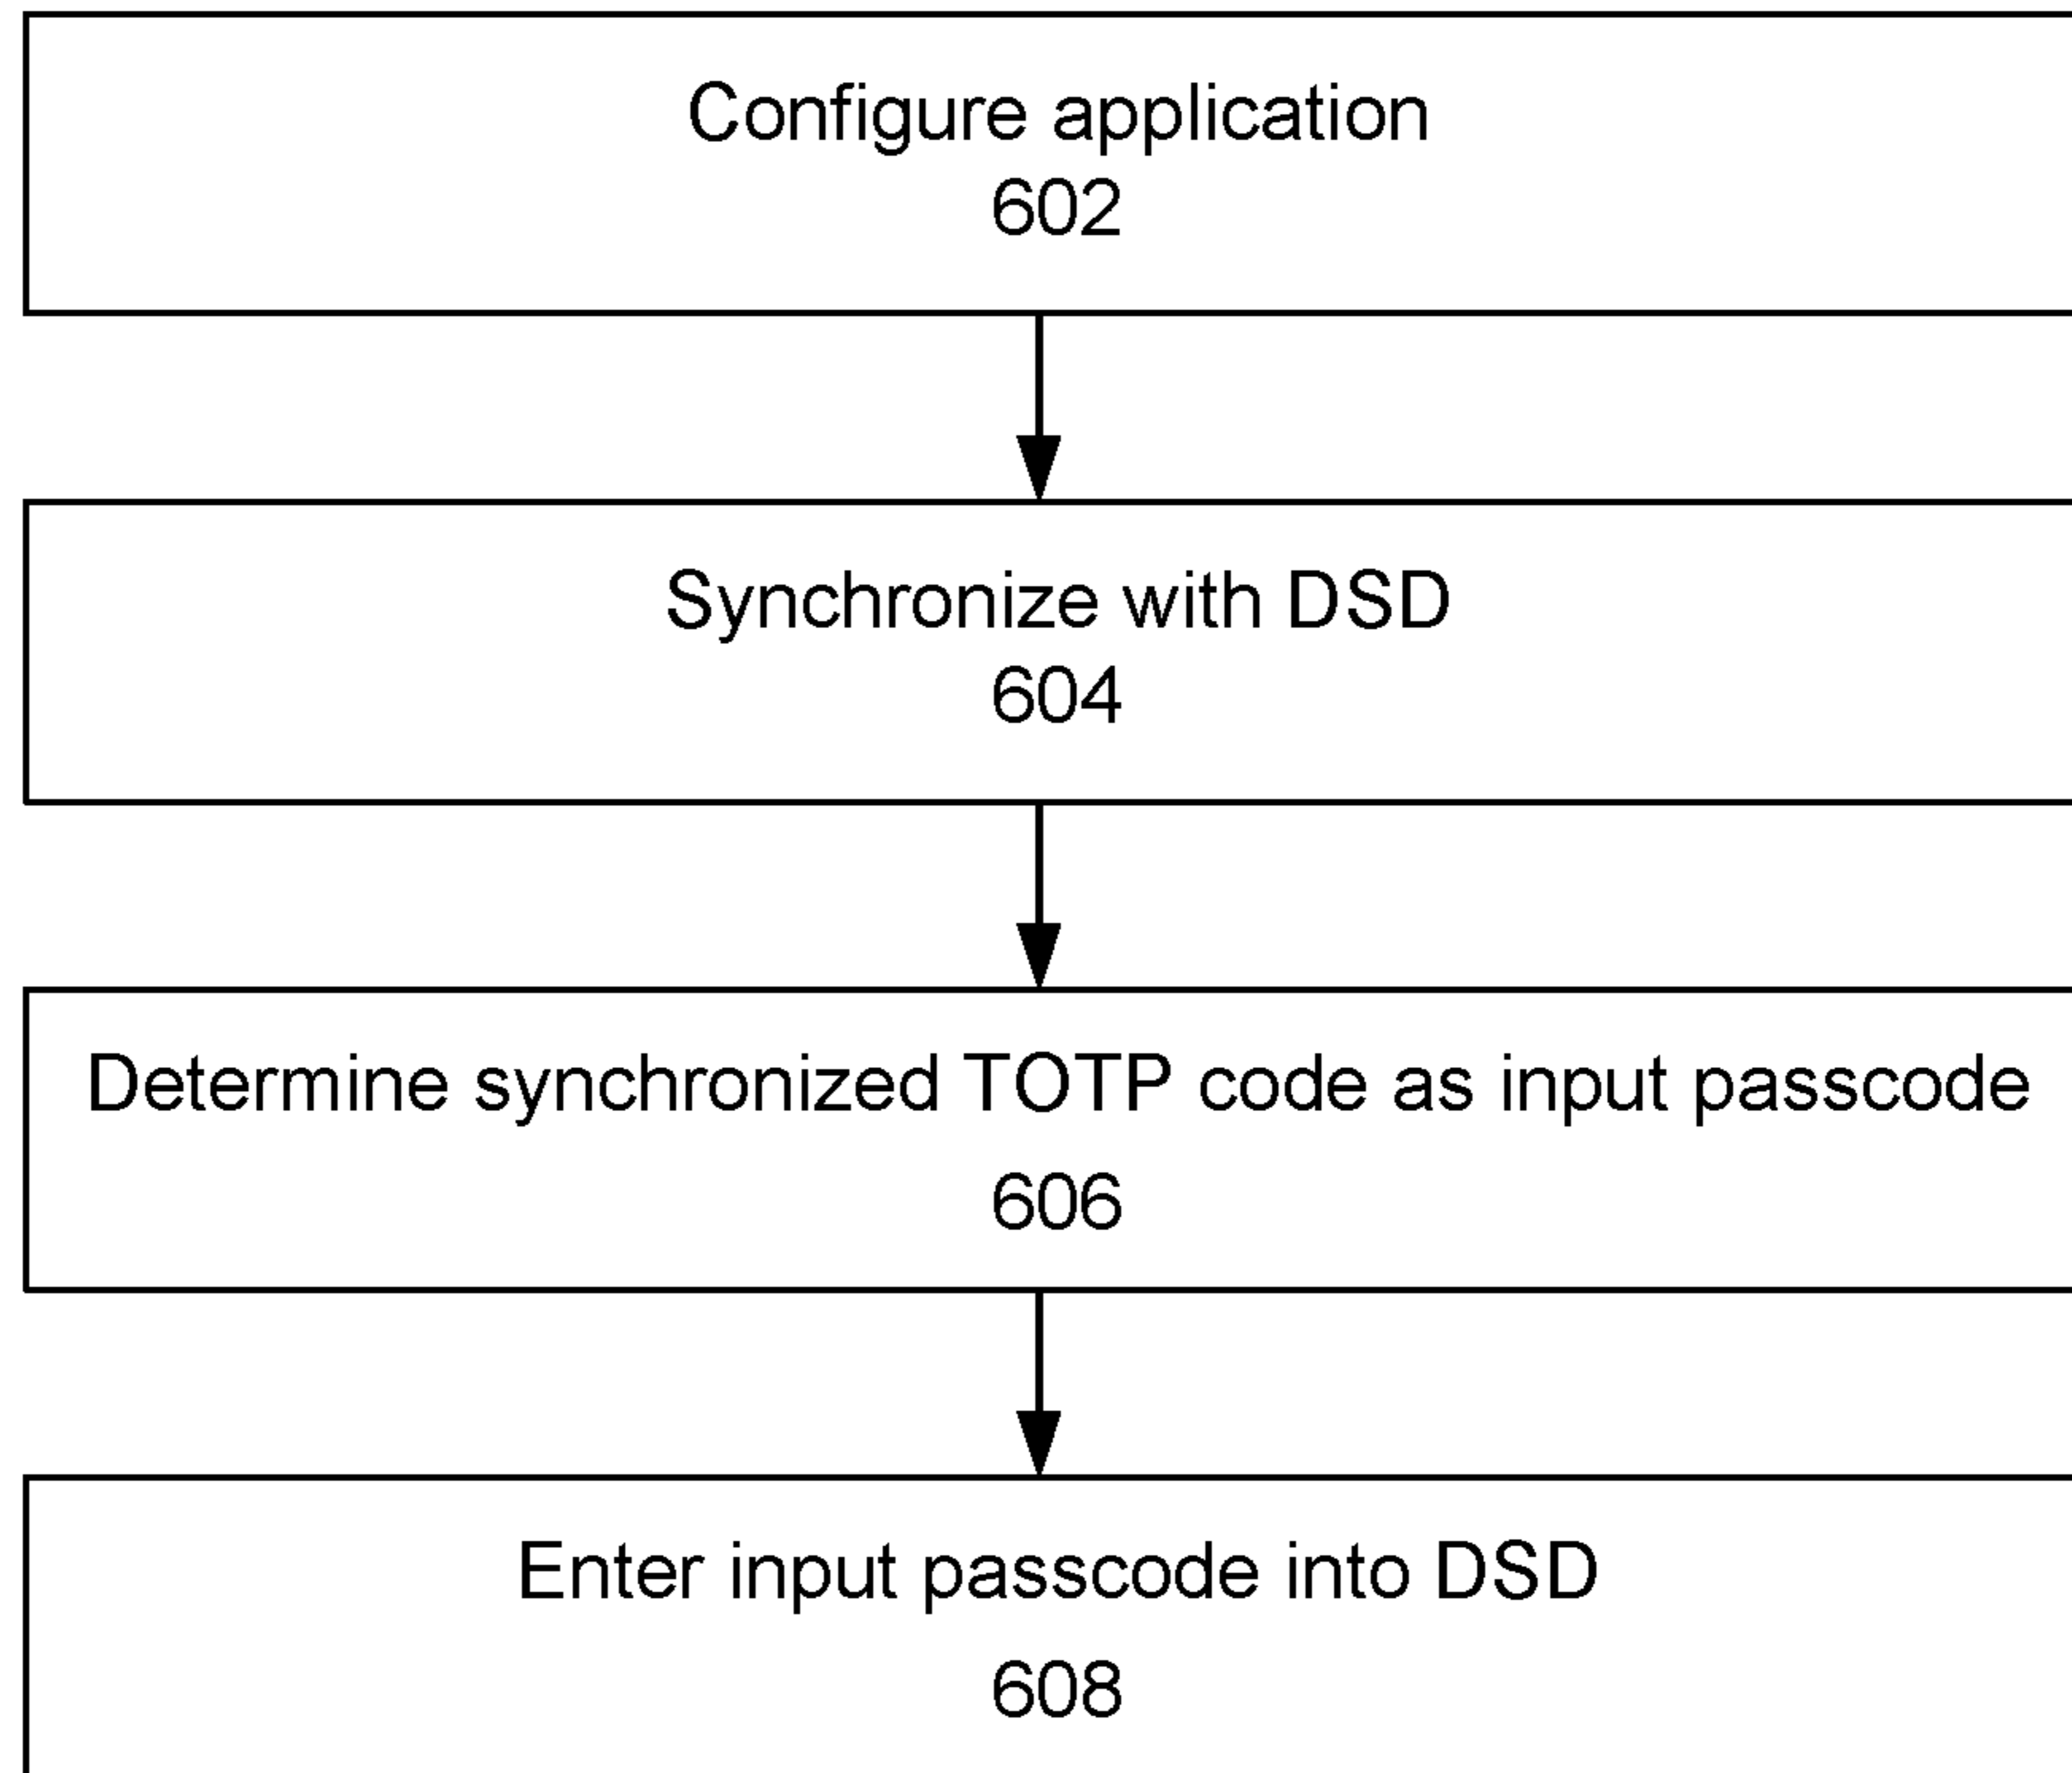 Configure application
602
Synchronize with DSD
604
Determine synchronized TOTP code as input passcode
606
Enter input passcode into DSD
608